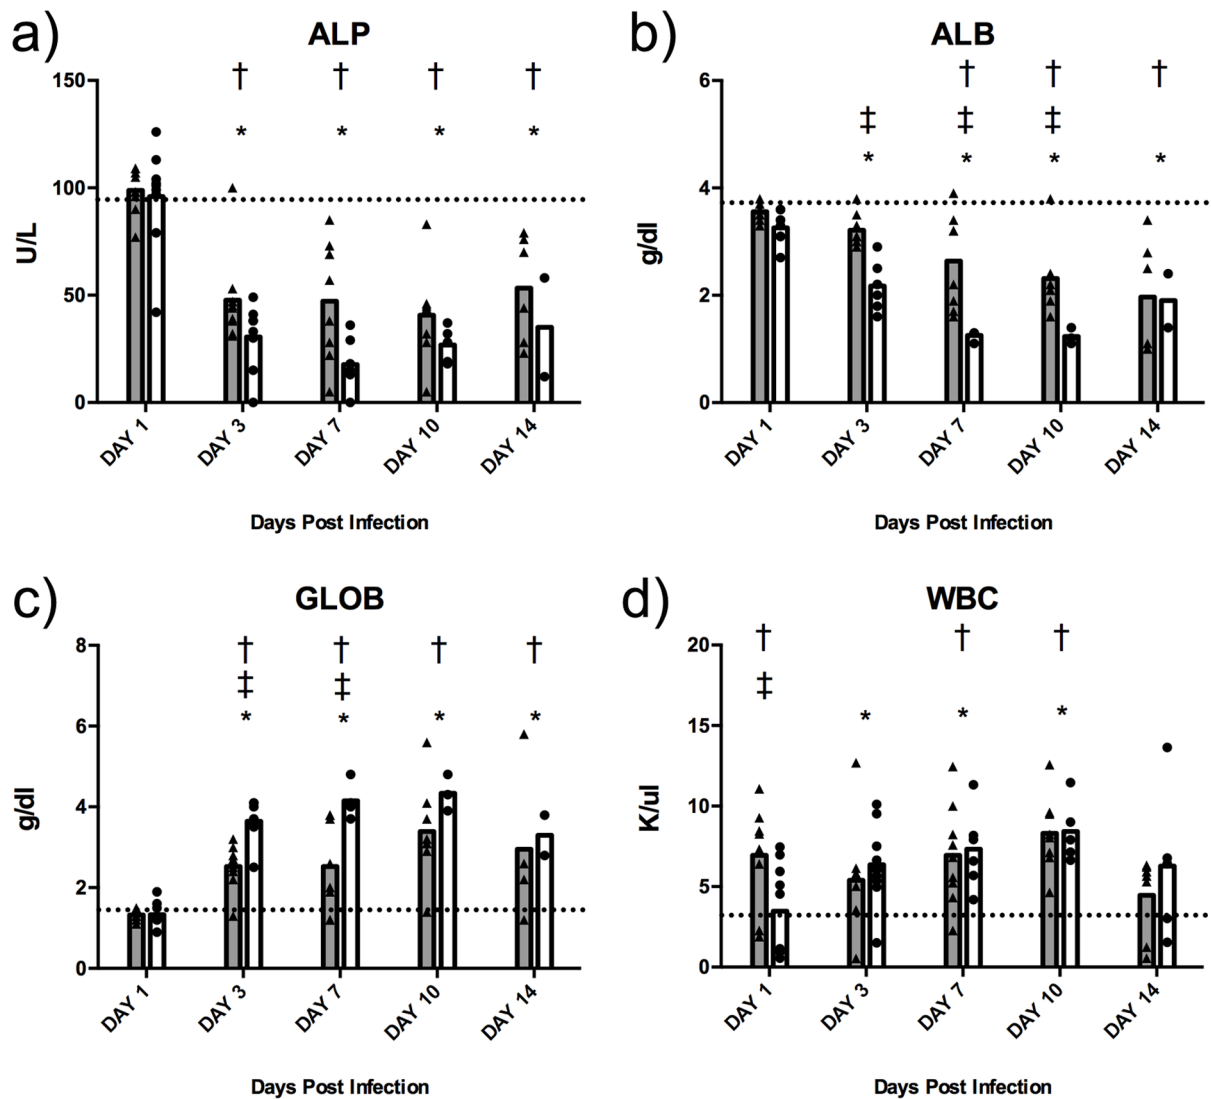 a)
ALP
† † † †
* * * *
150
100
50
0
U/L
DAY 1 DAY 3 DAY 7 DAY 10 DAY 14
Days Post Infection
b)
ALB
† † †
‡ ‡ ‡
* * * *
6
4
2
0
g/dl
DAY 1 DAY 3 DAY 7 DAY 10 DAY 14
Days Post Infection
c)
GLOB
† † † †
‡ ‡
* * * *
8
6
4
2
0
g/dl
DAY 1 DAY 3 DAY 7 DAY 10 DAY 14
Days Post Infection
d)
WBC
† † †
‡
* * *
20
15
10
5
0
K/ul
DAY 1 DAY 3 DAY 7 DAY 10 DAY 14
Days Post Infection